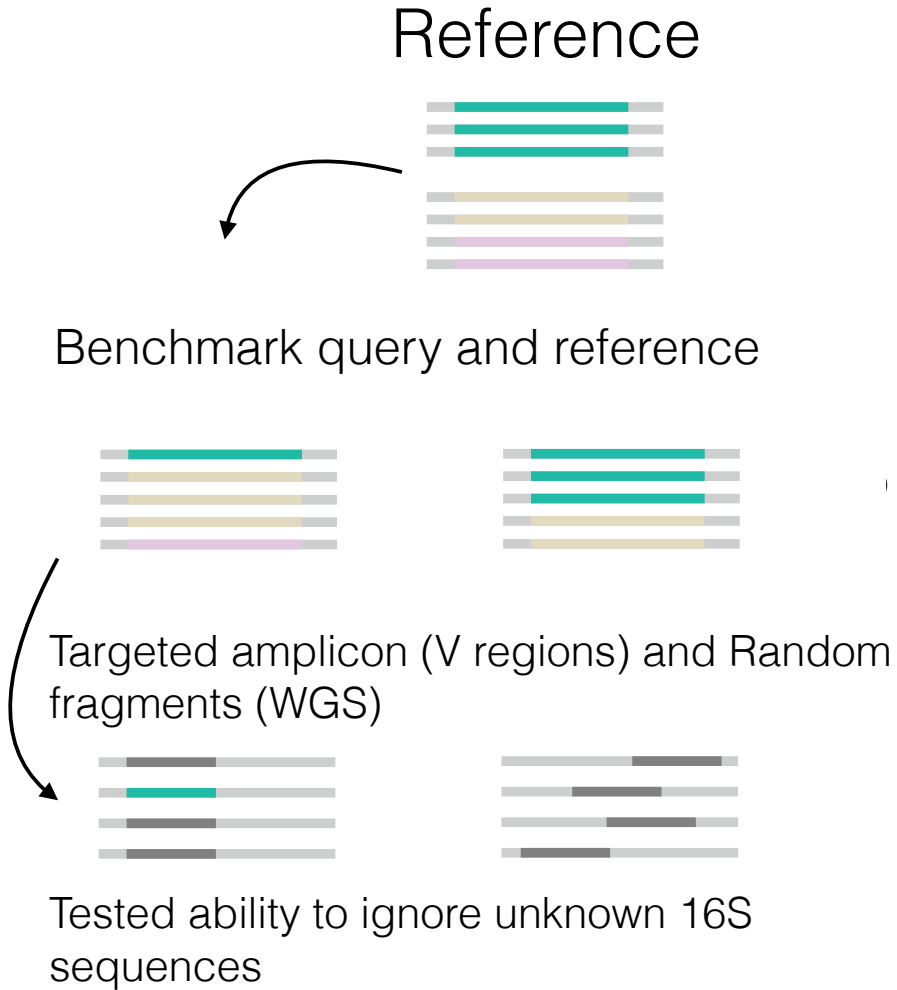 Reference
Benchmark query and reference
Targeted amplicon (V regions) and Random
fragments (WGS)
Tested ability to ignore unknown 16S
sequences